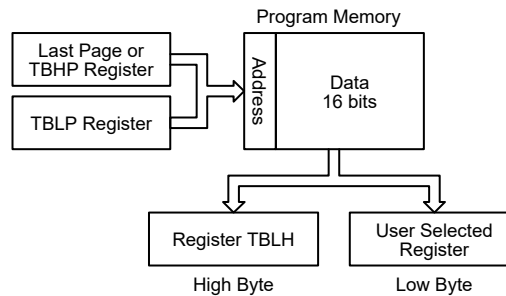 Program Memory
Last Page or
TBHP Register
TBLP Register
Address
Data
16 bits
Register TBLH
User Selected
Register
High Byte
Low Byte